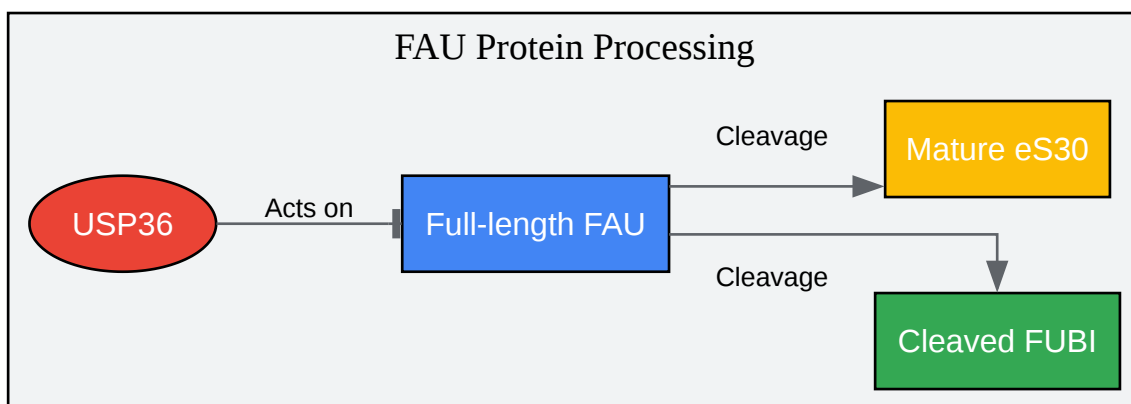 FAU Protein Processing
Cleavage
Mature eS30
USP36
Acts on
Full-length FAU
Cleavage
Cleaved FUBI